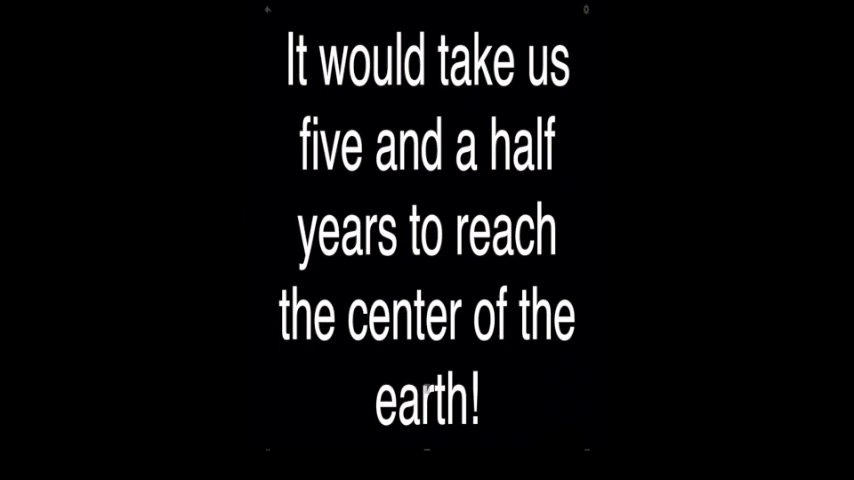 It would take us
five and a half
years to reach
the center of the
earth!